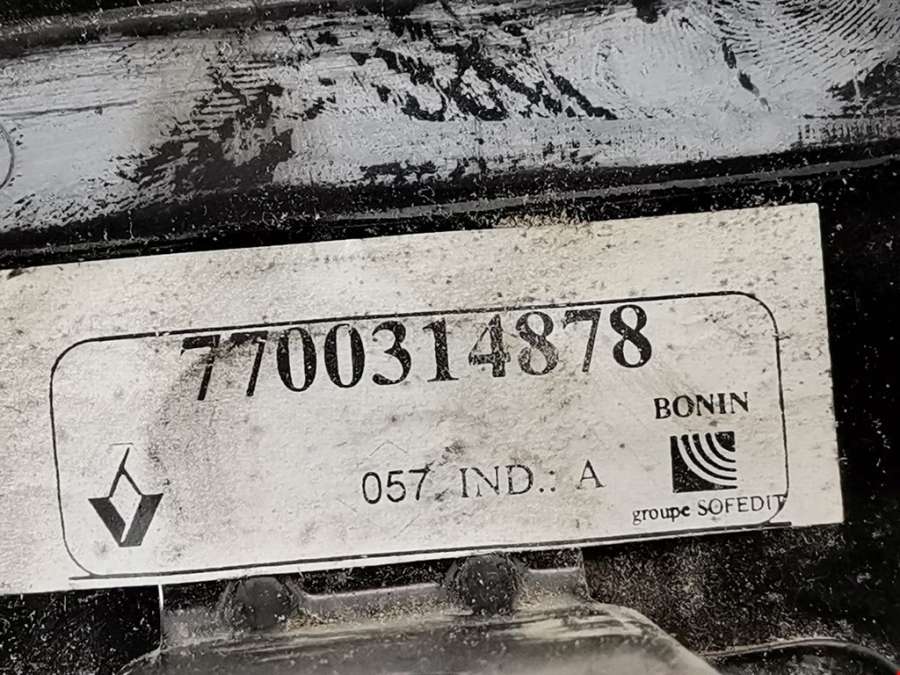 7700314878
BONIN
057 IND.: A
groupe SOFEDIT